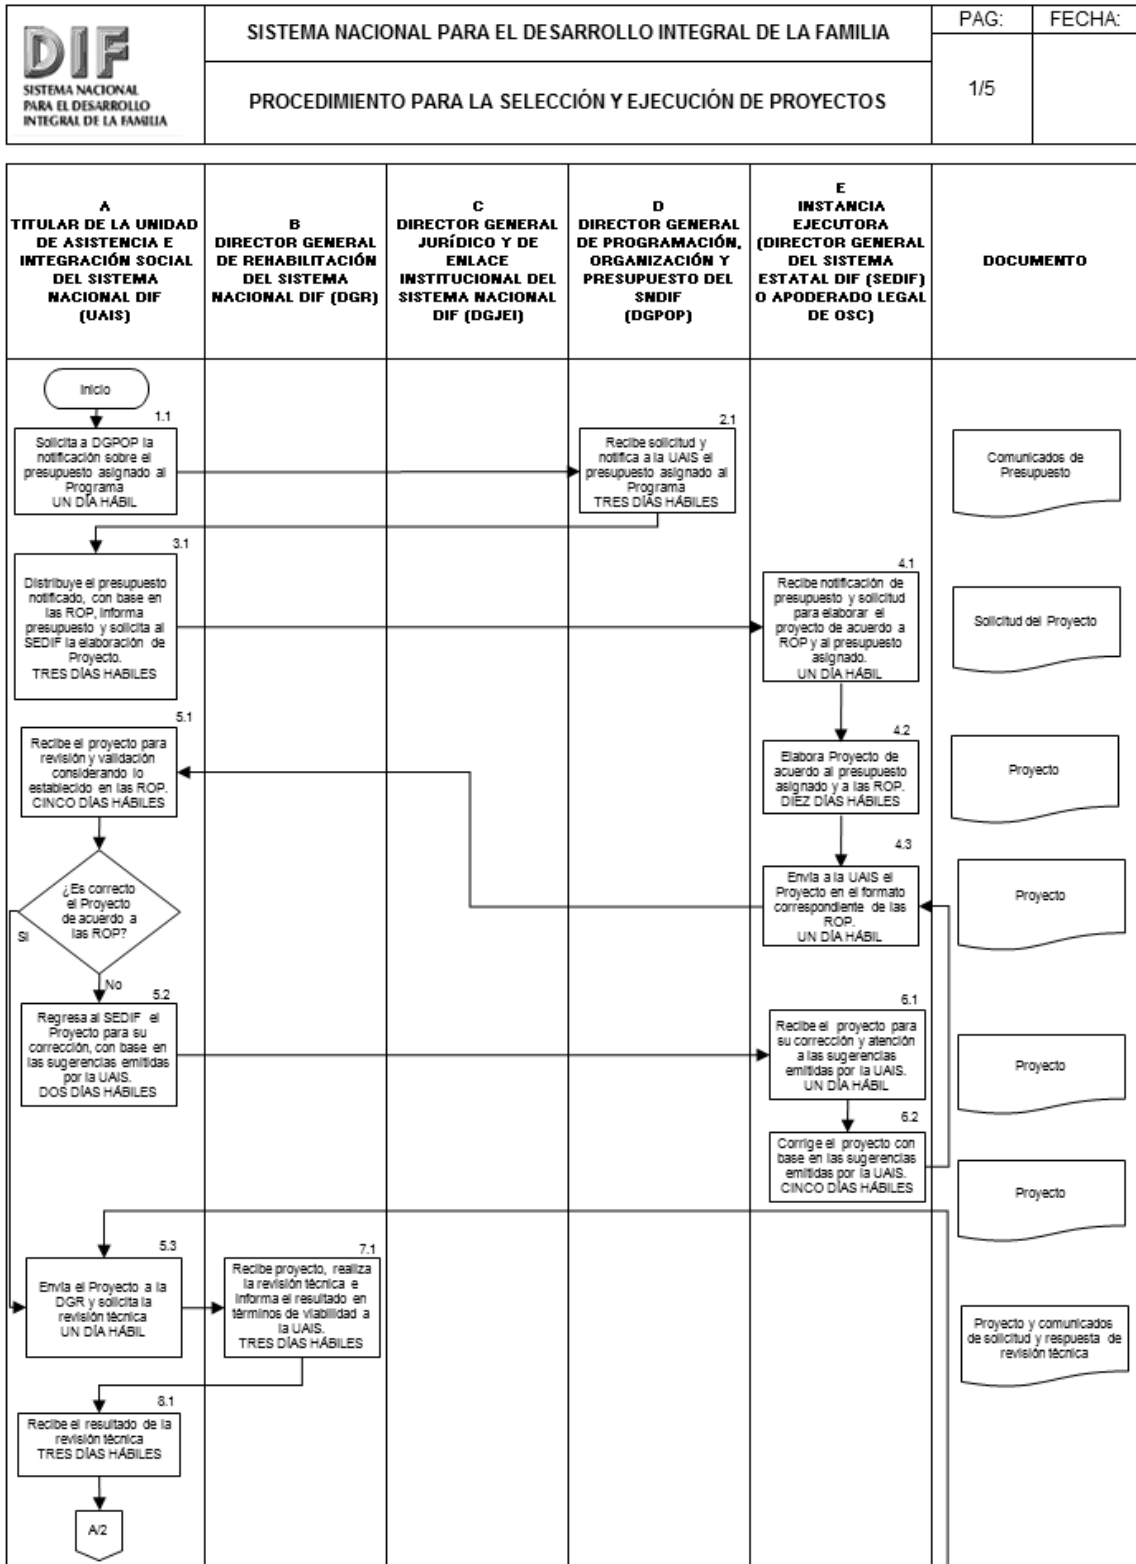 DIF
SISTEMA NACIONAL
PARA EL DESARROLLO
INTEGRAL DE LA FAMILIA
SISTEMA NACIONAL PARA EL DESARROLLO INTEGRAL DE LA FAMILIA
PROCEDIMIENTO PARA LA SELECCIÓN Y EJECUCIÓN DE PROYECTOS
PAG:
1/5
FECHA:
A
TITULAR DE LA UNIDAD
DE ASISTENCIA E
INTEGRACIÓN SOCIAL
DEL SISTEMA
NACIONAL DIF
(UAIS)
B
DIRECTOR GENERAL
DE REHABILITACIÓN
DEL SISTEMA
NACIONAL DIF (DGR)
C
DIRECTOR GENERAL
JURÍDICO Y DE
ENLACE
INSTITUCIONAL DEL
SISTEMA NACIONAL
DIF (DGJEI)
D
DIRECTOR GENERAL
DE PROGRAMACIÓN,
ORGANIZACIÓN Y
PRESUPUESTO DEL
SNDIF
(DGPOP)
E
INSTANCIA
EJECUTORA
(DIRECTOR GENERAL
DEL SISTEMA
ESTATAL DIF (SEDIF)
O APODERADO LEGAL
DE OSC)
DOCUMENTO
Inicio
1.1
Solicita a DGPOP la
notificación sobre el
presupuesto asignado al
Programa
UN DÍA HÁBIL
2.1
Recibe solicitud y
notifica a la UAIS el
presupuesto asignado al
Programa
TRES DÍAS HÁBILES
Comunicados de
Presupuesto
3.1
Distribuye el presupuesto
notificado, con base en
las ROP, informa
presupuesto y solicita al
SEDIF la elaboración de
Proyecto.
TRES DÍAS HABILES
4.1
Recibe notificación de
presupuesto y solicitud
para elaborar el
proyecto de acuerdo a
ROP y al presupuesto
asignado.
UN DÍA HÁBIL
Solicitud del Proyecto
5.1
Recibe el proyecto para
revisión y validación
considerando lo
establecido en las ROP.
CINCO DÍAS HÁBILES
4.2
Elabora Proyecto de
acuerdo al presupuesto
asignado y a las ROP.
DIEZ DÍAS HÁBILES
Proyecto
4.3
Envía a la UAIS el
Proyecto en el formato
correspondiente de las
ROP.
UN DÍA HÁBIL
Proyecto
¿Es correcto
el Proyecto
de acuerdo a
las ROP?
Si
No
5.2
Regresa al SEDIF el
Proyecto para su
corrección, con base en
las sugerencias emitidas
por la UAIS.
DOS DÍAS HÁBILES
6.1
Recibe el proyecto para
su corrección y atención
a las sugerencias
emitidas por la UAIS.
UN DÍA HÁBIL
Proyecto
6.2
Corrige el proyecto con
base en las sugerencias
emitidas por la UAIS.
CINCO DÍAS HÁBILES
Proyecto
5.3
Envía el Proyecto a la
DGR y solicita la
revisión técnica
UN DÍA HÁBIL
7.1
Recibe proyecto, realiza
la revisión técnica e
informa el resultado en
términos de viabilidad a
la UAIS.
TRES DÍAS HÁBILES
Proyecto y comunicados
de solicitud y respuesta de
revisión técnica
8.1
Recibe el resultado de la
revisión técnica
TRES DÍAS HÁBILES
A/2